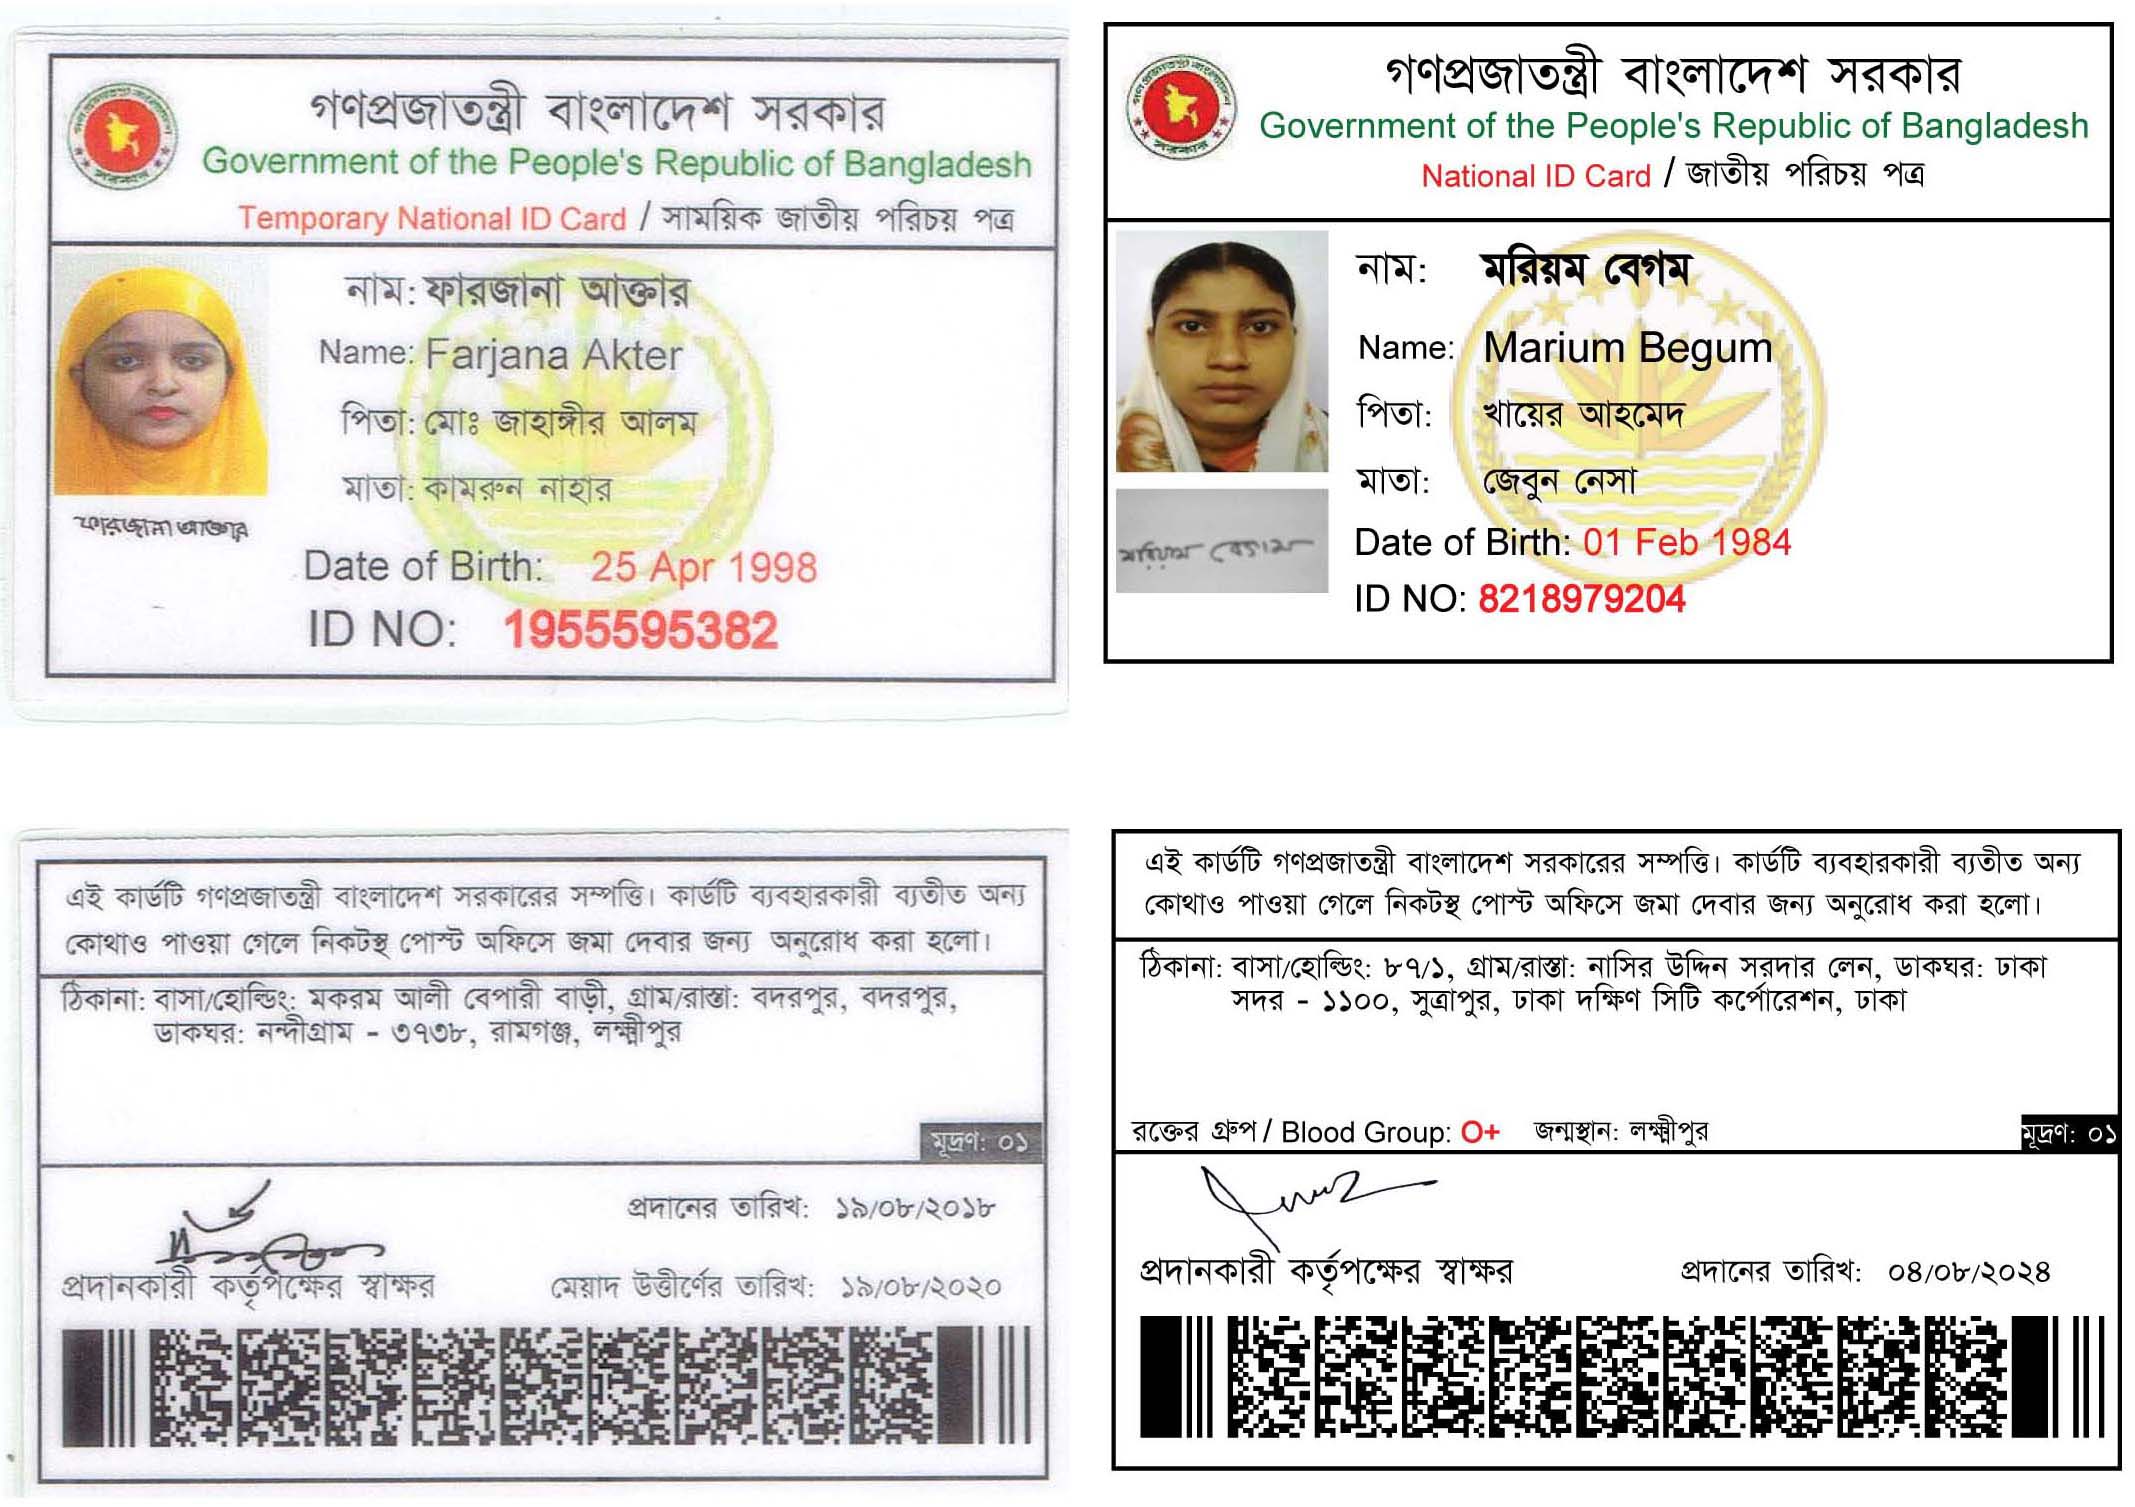 গণপ্রজাতন্ত্রী বাংলাদেশ সরকার
Government of the People's Republic of Bangladesh
Temporary National ID Card / সাময়িক জাতীয় পরিচয় পত্র
নাম: ফারজানা আক্তার
Name: Farjana Akter
পিতা: মোঃ জাহাঙ্গীর আলম
মাতা: কামরুন নাহার
ফারজানা আক্তার
Date of Birth: 25 Apr 1998
ID NO: 1955595382
গণপ্রজাতন্ত্রী বাংলাদেশ সরকার
Government of the People's Republic of Bangladesh
National ID Card / জাতীয় পরিচয় পত্র
নাম: মরিয়ম বেগম
Name: Marium Begum
পিতা: খায়ের আহমেদ
মাতা: জেবুন নেসা
মরিয়ম বেগম
Date of Birth: 01 Feb 1984
ID NO: 8218979204
এই কার্ডটি গণপ্রজাতন্ত্রী বাংলাদেশ সরকারের সম্পত্তি। কার্ডটি ব্যবহারকারী ব্যতীত অন্য
কোথাও পাওয়া গেলে নিকটস্থ পোস্ট অফিসে জমা দেবার জন্য অনুরোধ করা হলো।
ঠিকানা: বাসা/হোল্ডিং: মকরম আলী বেপারী বাড়ী, গ্রাম/রাস্তা: বদরপুর, বদরপুর,
ডাকঘর: নন্দীগ্রাম - ৩৭৩৮, রামগঞ্জ, লক্ষ্মীপুর
মূদ্রণ: ০১
প্রদানের তারিখ: ১৯/০৮/২০১৮
প্রদানকারী কর্তৃপক্ষের স্বাক্ষর মেয়াদ উত্তীর্ণের তারিখ: ১৯/০৮/২০২০
এই কার্ডটি গণপ্রজাতন্ত্রী বাংলাদেশ সরকারের সম্পত্তি। কার্ডটি ব্যবহারকারী ব্যতীত অন্য
কোথাও পাওয়া গেলে নিকটস্থ পোস্ট অফিসে জমা দেবার জন্য অনুরোধ করা হলো।
ঠিকানা: বাসা/হোল্ডিং: ৮৭/১, গ্রাম/রাস্তা: নাসির উদ্দিন সরদার লেন, ডাকঘর: ঢাকা
সদর - ১১০০, সুত্রাপুর, ঢাকা দক্ষিণ সিটি কর্পোরেশন, ঢাকা
রক্তের গ্রুপ / Blood Group: O+ জন্মস্থান: লক্ষ্মীপুর মূদ্রণ: ০১
প্রদানকারী কর্তৃপক্ষের স্বাক্ষর প্রদানের তারিখ: ০৪/০৮/২০২৪